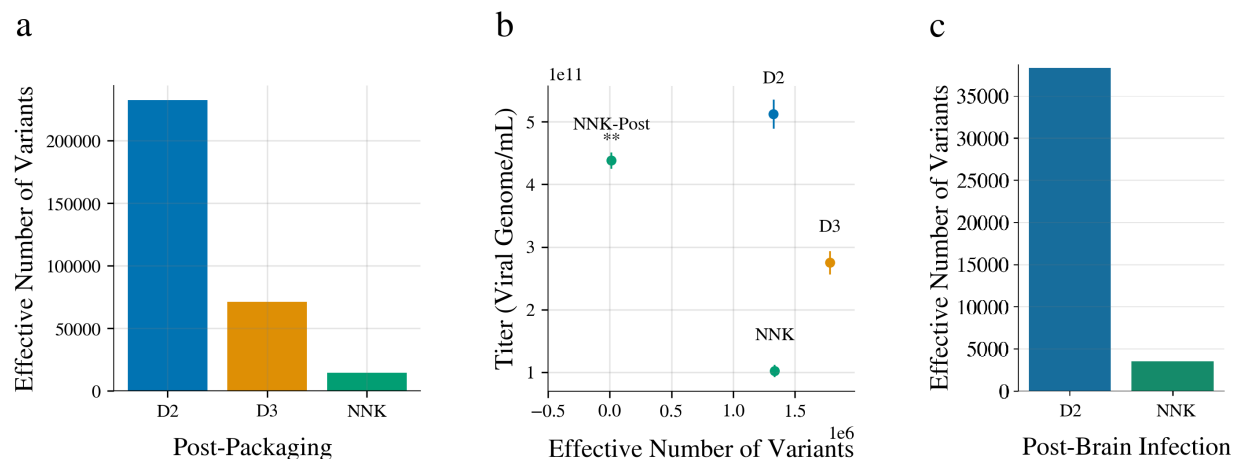 a
Effective Number of Variants
200000
150000
100000
50000
0
D2
D3
NNK
Post-Packaging
b
1e11
Titer (Viral Genome/mL)
5
4
3
2
1
D2
NNK-Post
**
D3
NNK
−0.5
0.0
0.5
1.0
1.5
1e6
Effective Number of Variants
c
Effective Number of Variants
35000
30000
25000
20000
15000
10000
5000
0
D2
NNK
Post-Brain Infection